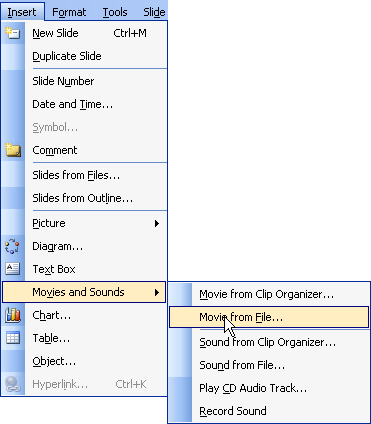 Insert Format Tools Slide
New Slide Ctrl+M
Duplicate Slide
Slide Number
Date and Time...
Symbol...
Comment
Slides from Files...
Slides from Outline...
Picture
Diagram...
Text Box
Movies and Sounds
Chart...
Table...
Object...
Hyperlink... Ctrl+K
Movie from Clip Organizer...
Movie from File...
Sound from Clip Organizer...
Sound from File...
Play CD Audio Track...
Record Sound